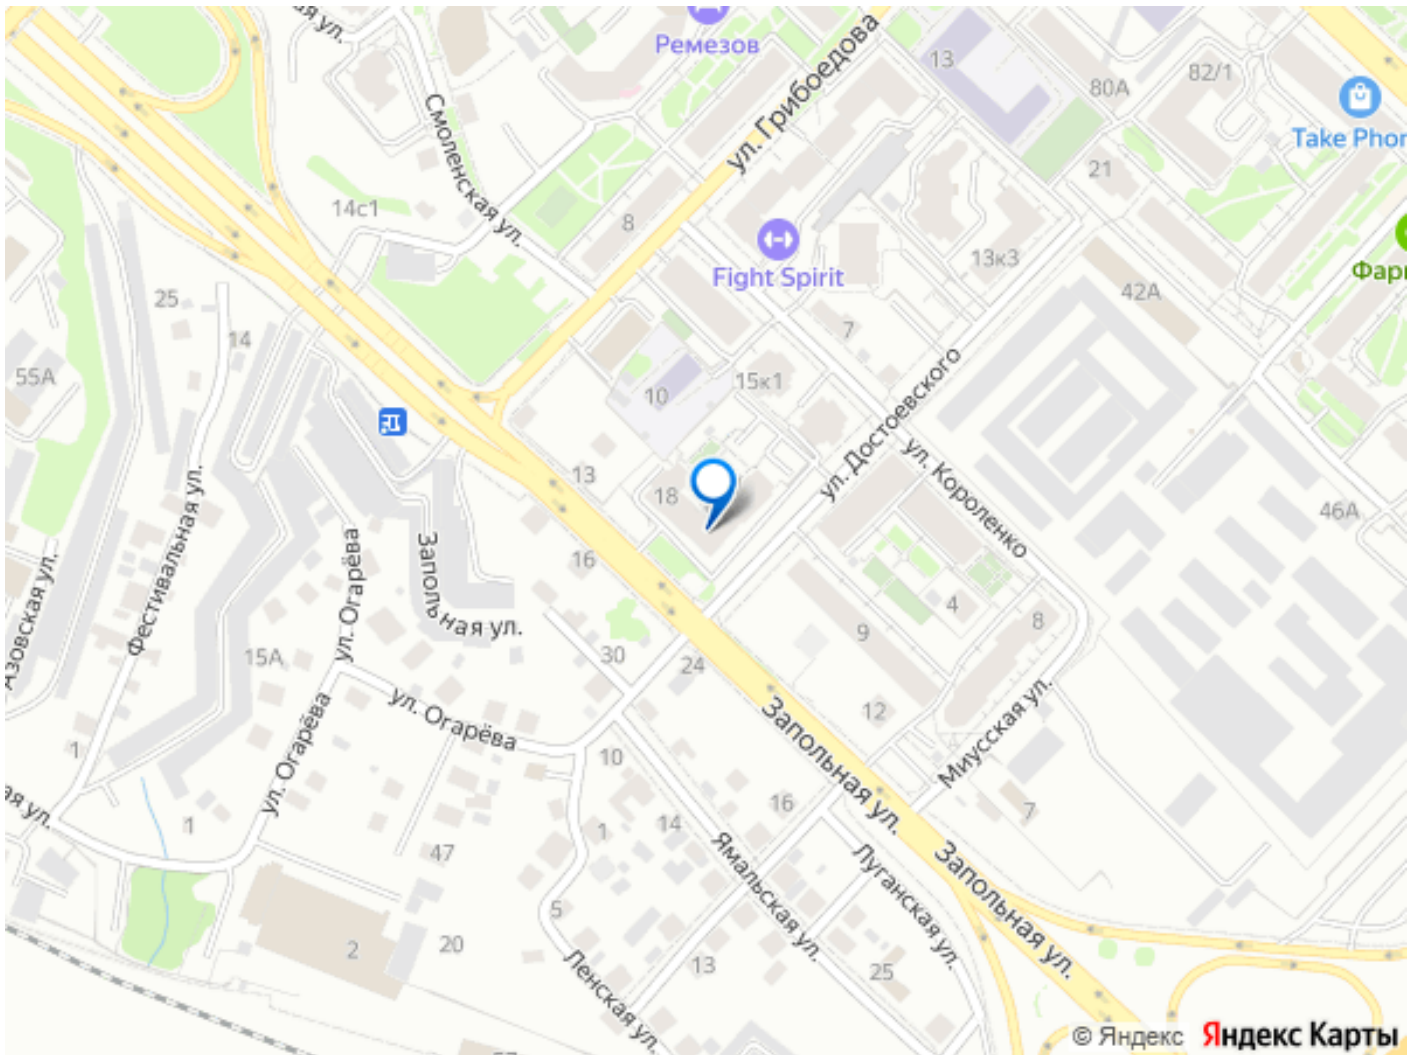 ая ул.
Ремезов
ул. Грибоедова
13
82/1
80А
Take Phon
Смоленская ул.
21
14с1
8
Fight Spirit
13к3
42А
Фар
25
14
7
55А
15к1
10
ул. Достоевского
ул. Короленко
13
18
46А
Фестивальная ул.
ул. Огарёва
Запольная ул.
16
Азовская ул.
4
8
9
15А
30
24
ул. Огарёва
ул. Огарёва
12
Запольная ул.
Миусская ул.
1
10
16
7
ая ул.
1
1
14
47
Ямальская ул.
Луганская ул.
Запольная ул.
5
20
2
13
25
Ленская ул.
© Яндекс Яндекс Карты